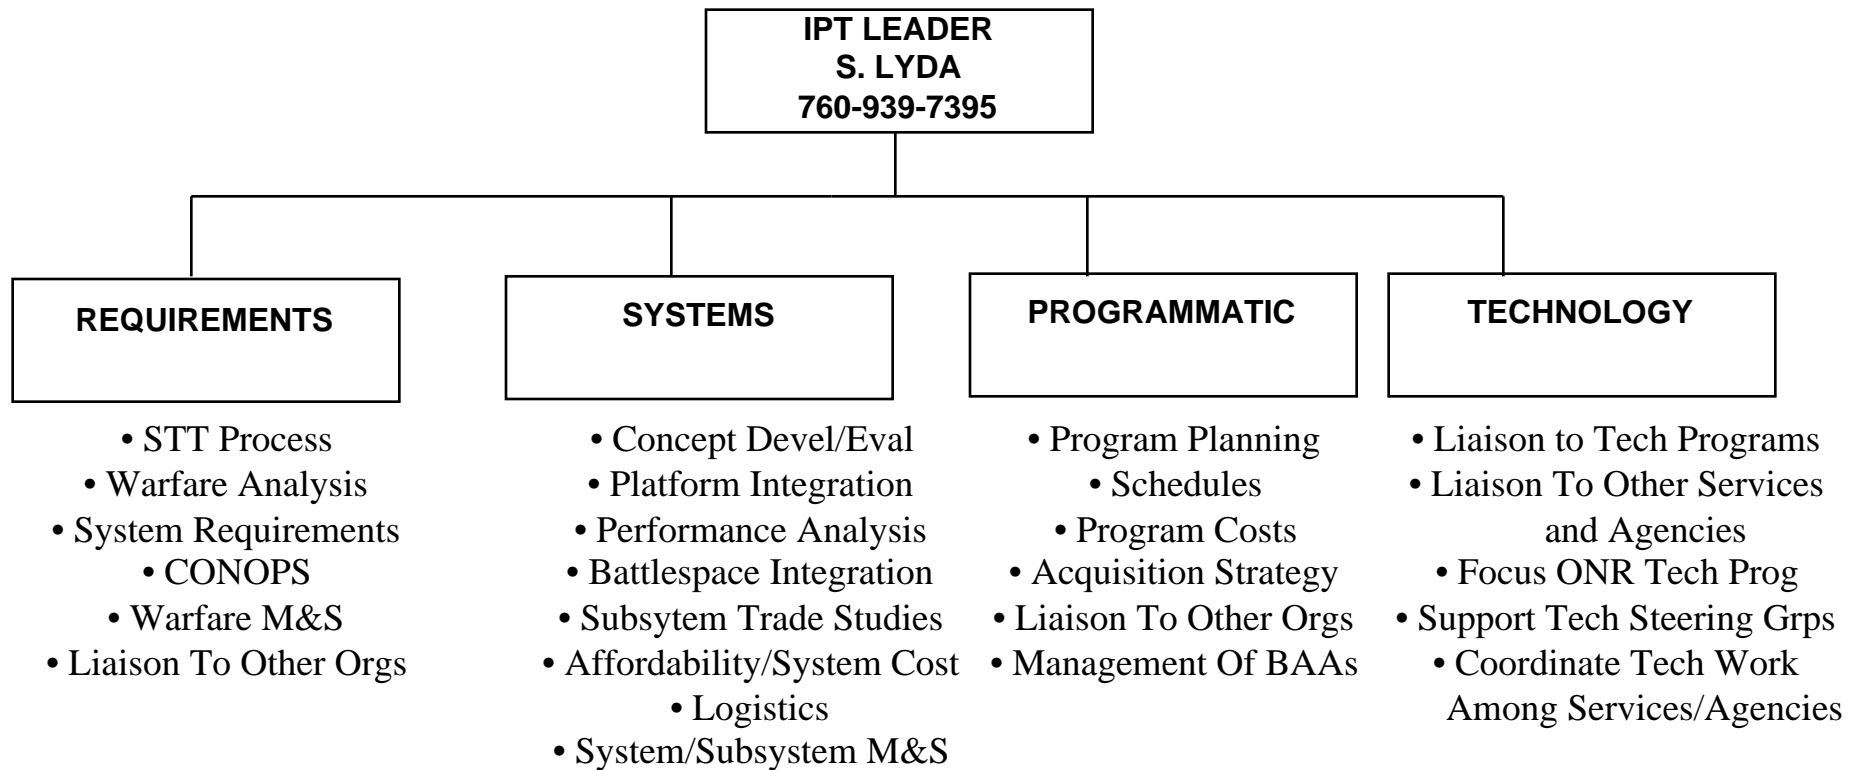 IPT LEADER
S. LYDA
760-939-7395
REQUIREMENTS
• STT Process
• Warfare Analysis
• System Requirements
• CONOPS
• Warfare M&S
• Liaison To Other Orgs
SYSTEMS
• Concept Devel/Eval
• Platform Integration
• Performance Analysis
• Battlespace Integration
• Subsytem Trade Studies
• Affordability/System Cost
• Logistics
• System/Subsystem M&S
PROGRAMMATIC
• Program Planning
• Schedules
• Program Costs
• Acquisition Strategy
• Liaison To Other Orgs
• Management Of BAAs
TECHNOLOGY
• Liaison to Tech Programs
• Liaison To Other Services
and Agencies
• Focus ONR Tech Prog
• Support Tech Steering Grps
• Coordinate Tech Work
Among Services/Agencies